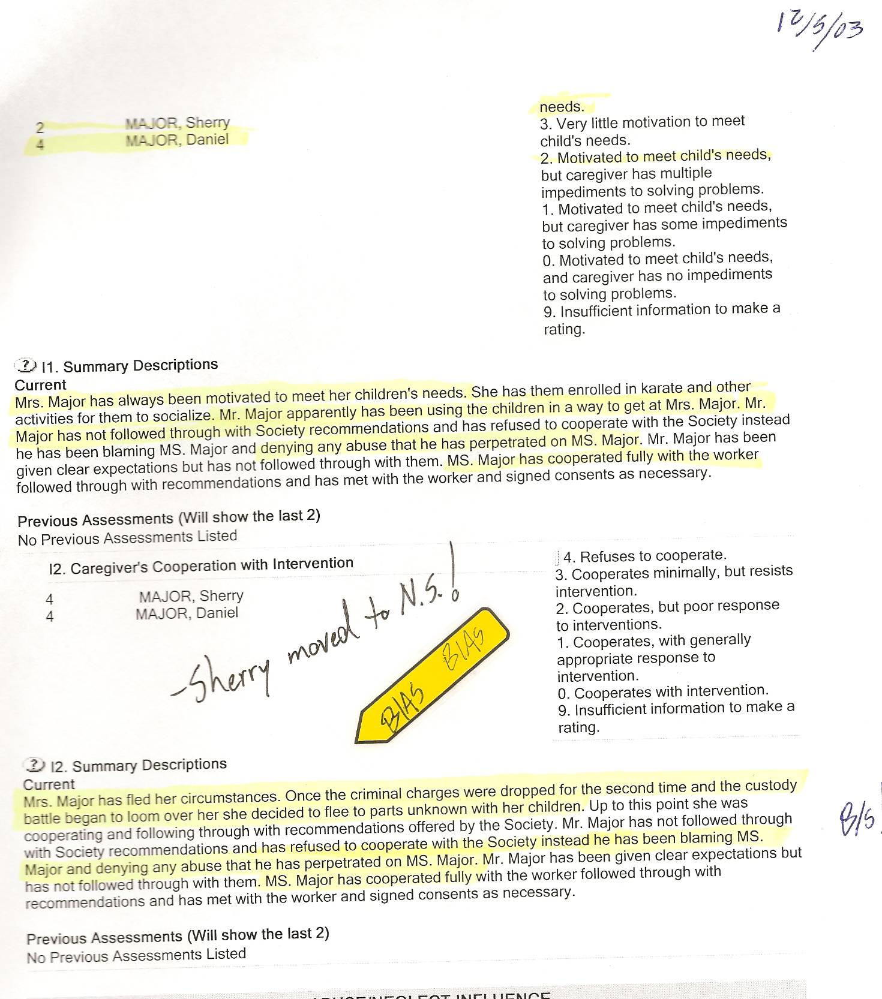 12/5/03
needs.
2 MAJOR, Sherry
3. Very little motivation to meet
4 MAJOR, Daniel
child's needs.
2. Motivated to meet child's needs,
but caregiver has multiple
impediments to solving problems.
1. Motivated to meet child's needs,
but caregiver has some impediments
to solving problems.
0. Motivated to meet child's needs,
and caregiver has no impediments
to solving problems.
9. Insufficient information to make a
rating.
? I1. Summary Descriptions
Current
Mrs. Major has always been motivated to meet her children's needs. She has them enrolled in karate and other
activities for them to socialize. Mr. Major apparently has been using the children in a way to get at Mrs. Major. Mr.
Major has not followed through with Society recommendations and has refused to cooperate with the Society instead
he has been blaming MS. Major and denying any abuse that he has perpetrated on MS. Major. Mr. Major has been
given clear expectations but has not followed through with them. MS. Major has cooperated fully with the worker
followed through with recommendations and has met with the worker and signed consents as necessary.
Previous Assessments (Will show the last 2)
No Previous Assessments Listed
I2. Caregiver's Cooperation with Intervention
4 MAJOR, Sherry
4 MAJOR, Daniel
-Sherry moved to N.S.!
BIAS BIAS
4. Refuses to cooperate.
3. Cooperates minimally, but resists
intervention.
2. Cooperates, but poor response
to interventions.
1. Cooperates, with generally
appropriate response to
intervention.
0. Cooperates with intervention.
9. Insufficient information to make a
rating.
? I2. Summary Descriptions
Current
Mrs. Major has fled her circumstances. Once the criminal charges were dropped for the second time and the custody
battle began to loom over her she decided to flee to parts unknown with her children. Up to this point she was
cooperating and following through with recommendations offered by the Society. Mr. Major has not followed through
with Society recommendations and has refused to cooperate with the Society instead he has been blaming MS.
Major and denying any abuse that he has perpetrated on MS. Major. Mr. Major has been given clear expectations but
has not followed through with them. MS. Major has cooperated fully with the worker followed through with
recommendations and has met with the worker and signed consents as necessary.
Previous Assessments (Will show the last 2)
No Previous Assessments Listed